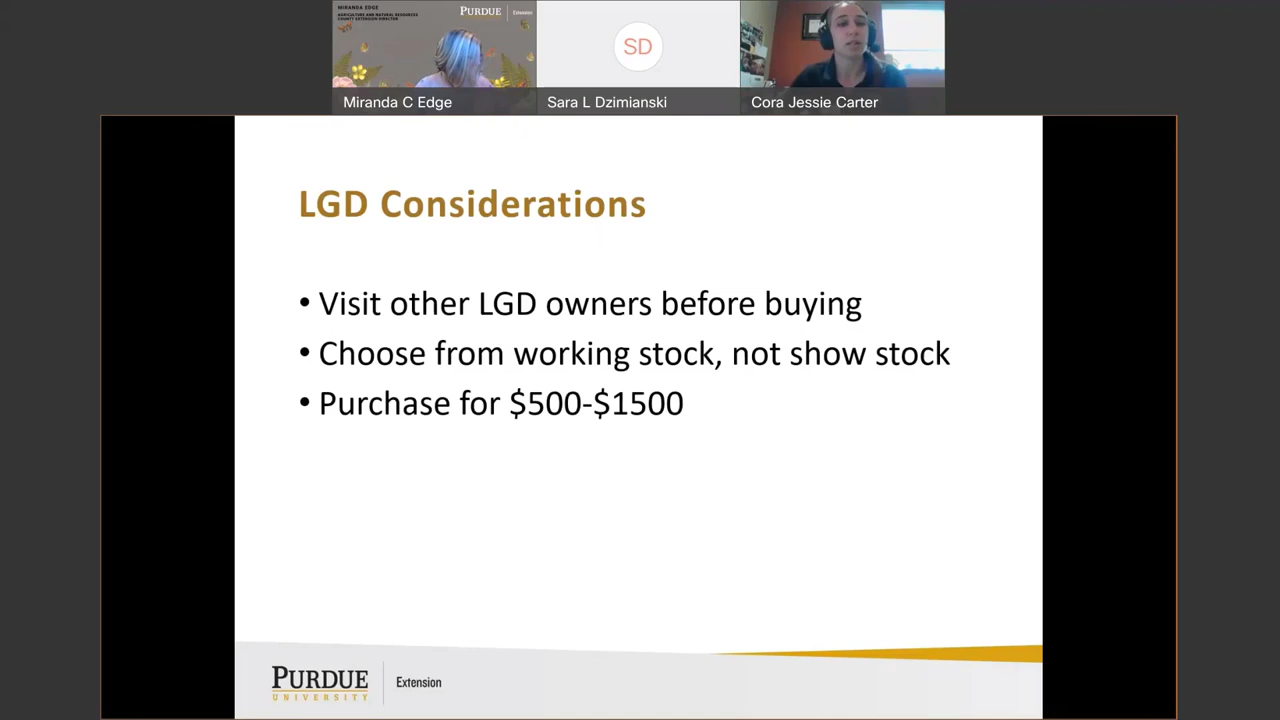 MIRANDA EDGE
AGRICULTURE AND NATURAL RESOURCES
COUNTY EXTENSION DIRECTOR
PURDUE Extension
SD
Miranda C Edge
Sara L Dzimianski
Cora Jessie Carter
LGD Considerations
• Visit other LGD owners before buying
• Choose from working stock, not show stock
• Purchase for $500-$1500
PURDUE
UNIVERSITY
Extension